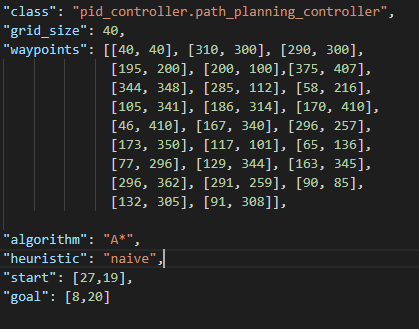 "class": "pid_controller.path_planning_controller",
"grid_size": 40,
"waypoints": [[40, 40], [310, 300], [290, 300],
[195, 200], [200, 100],[375, 407],
[344, 348], [285, 112], [58, 216],
[105, 341], [186, 314], [170, 410],
[46, 410], [167, 340], [296, 257],
[173, 350], [117, 101], [65, 136],
[77, 296], [129, 344], [163, 345],
[296, 362], [291, 259], [90, 85],
[132, 305], [91, 308]],
"algorithm": "A*",
"heuristic": "naive",
"start": [27,19],
"goal": [8,20]